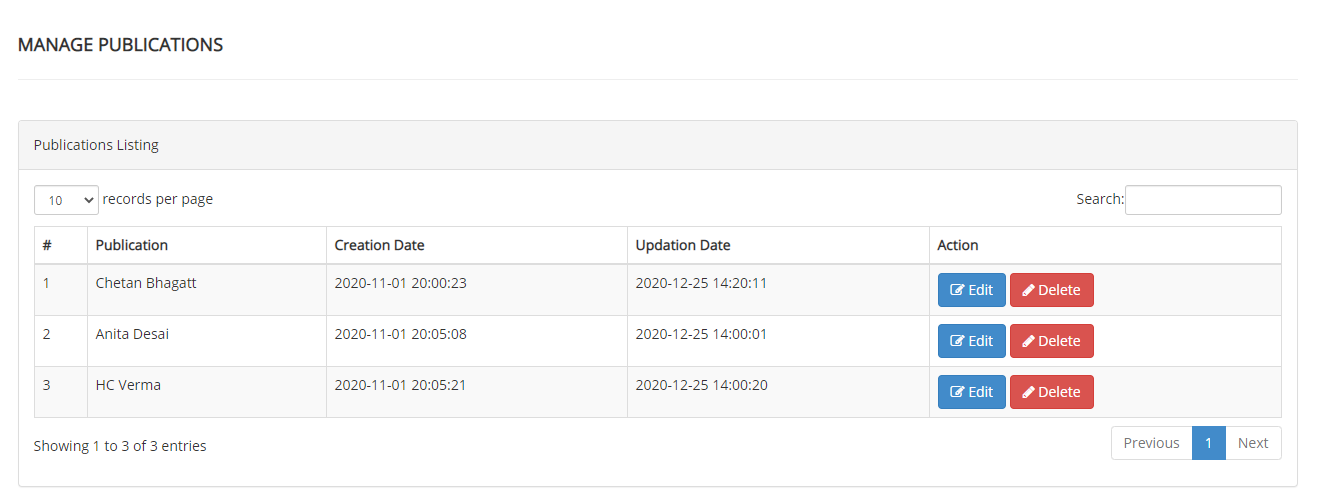 MANAGE PUBLICATIONS
Publications Listing
10 records per page Search:
# Publication Creation Date Updation Date Action
1 Chetan Bhagatt 2020-11-01 20:00:23 2020-12-25 14:20:11 Edit Delete
2 Anita Desai 2020-11-01 20:05:08 2020-12-25 14:00:01 Edit Delete
3 HC Verma 2020-11-01 20:05:21 2020-12-25 14:00:20 Edit Delete
Showing 1 to 3 of 3 entries Previous 1 Next